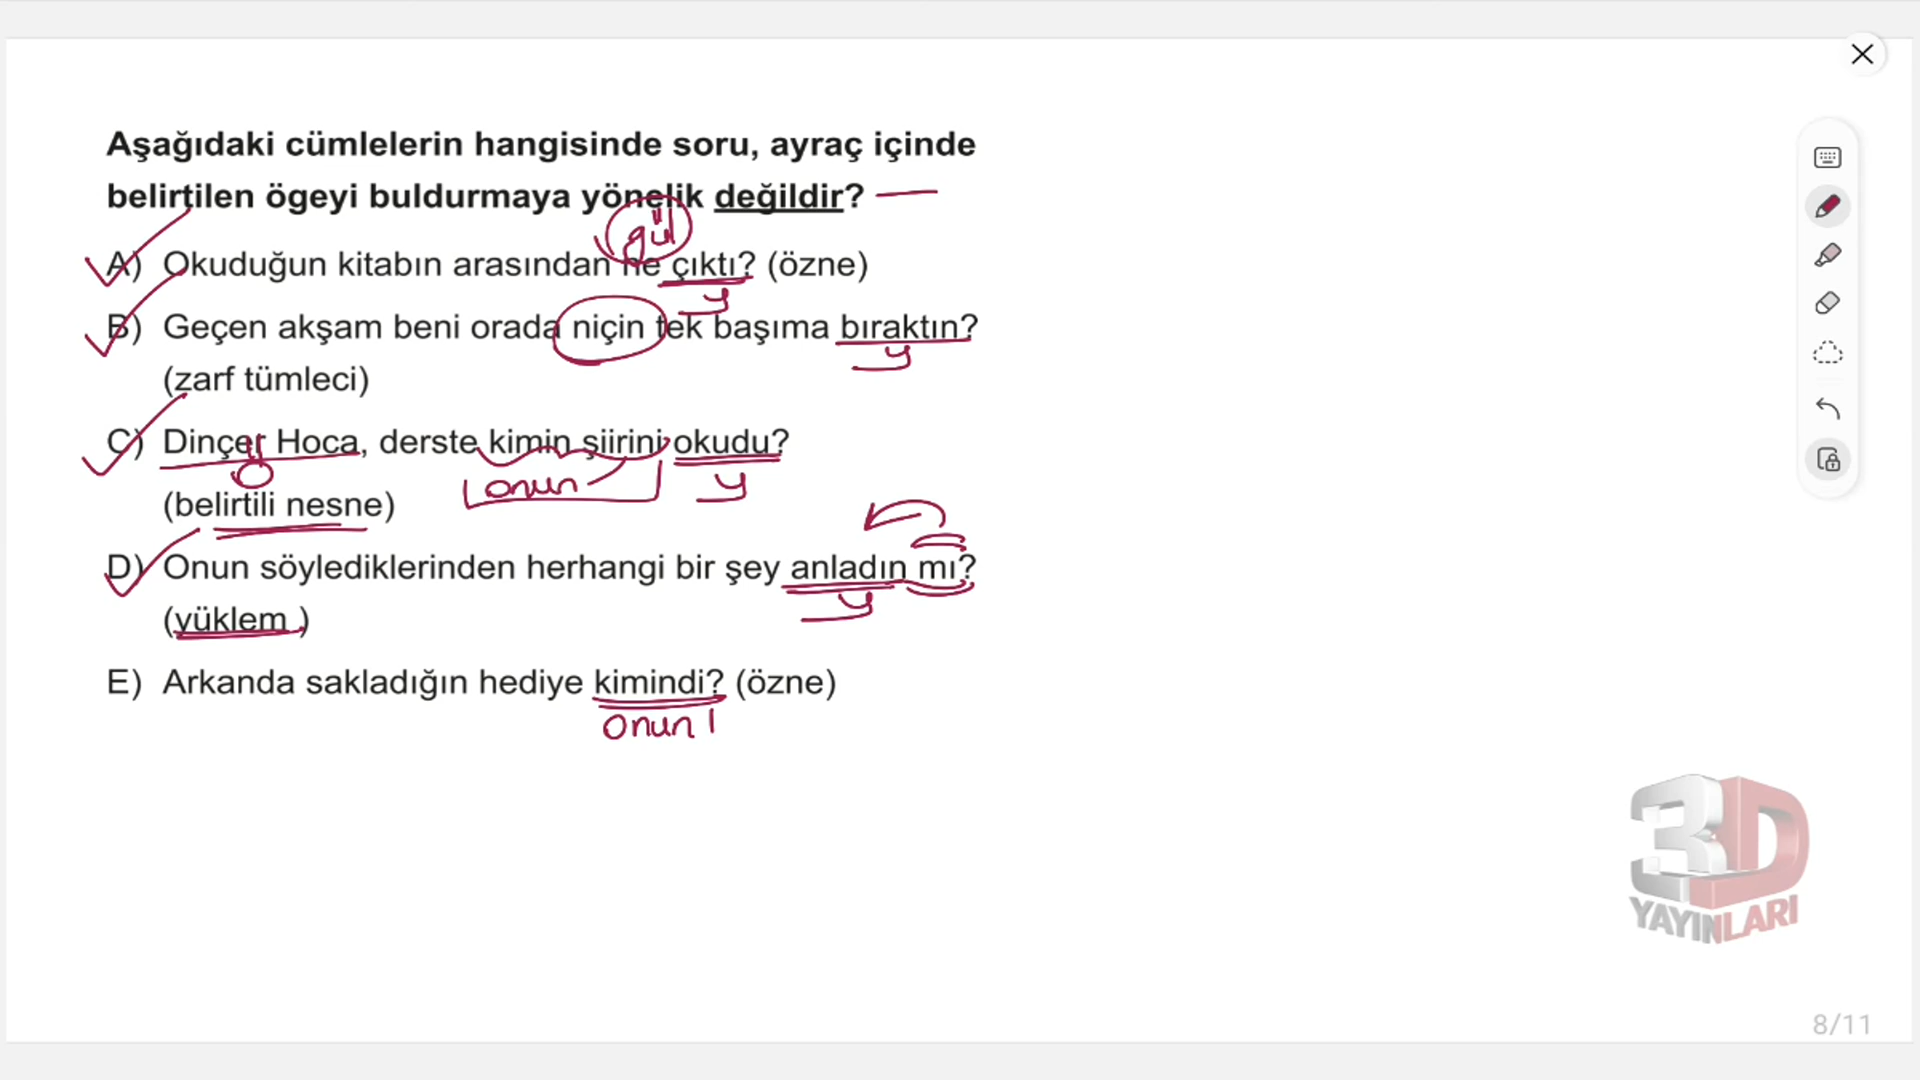 Aşağıdaki cümlelerin hangisinde soru, ayraç içinde
belirtilen ögeyi buldurmaya yönelik değildir?
gül
A) Okuduğun kitabın arasından ne çıktı? (özne)
y
B) Geçen akşam beni orada niçin tek başıma bıraktın?
y
(zarf tümleci)
C) Dinçer Hoca, derste kimin şiirini okudu?
Ö
onun
y
(belirtili nesne)
D) Onun söylediklerinden herhangi bir şey anladın mı?
y
(yüklem )
E) Arkanda sakladığın hediye kimindi? (özne)
onun
3D
YAYINLARI
8/11